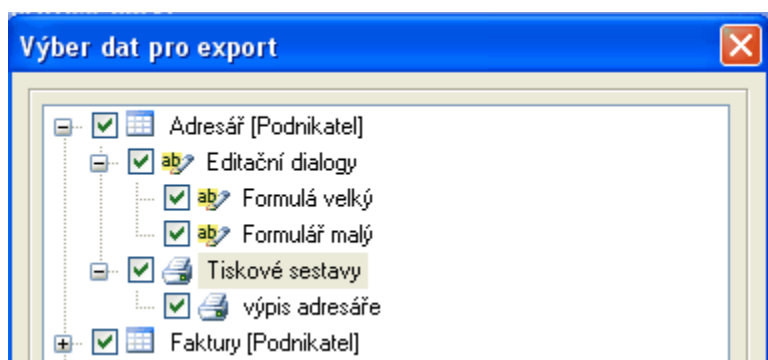 Výber dat pro export
Adresář [Podnikatel]
Editační dialogy
Formulá velký
Formulář malý
Tiskové sestavy
výpis adresáře
Faktury [Podnikatel]